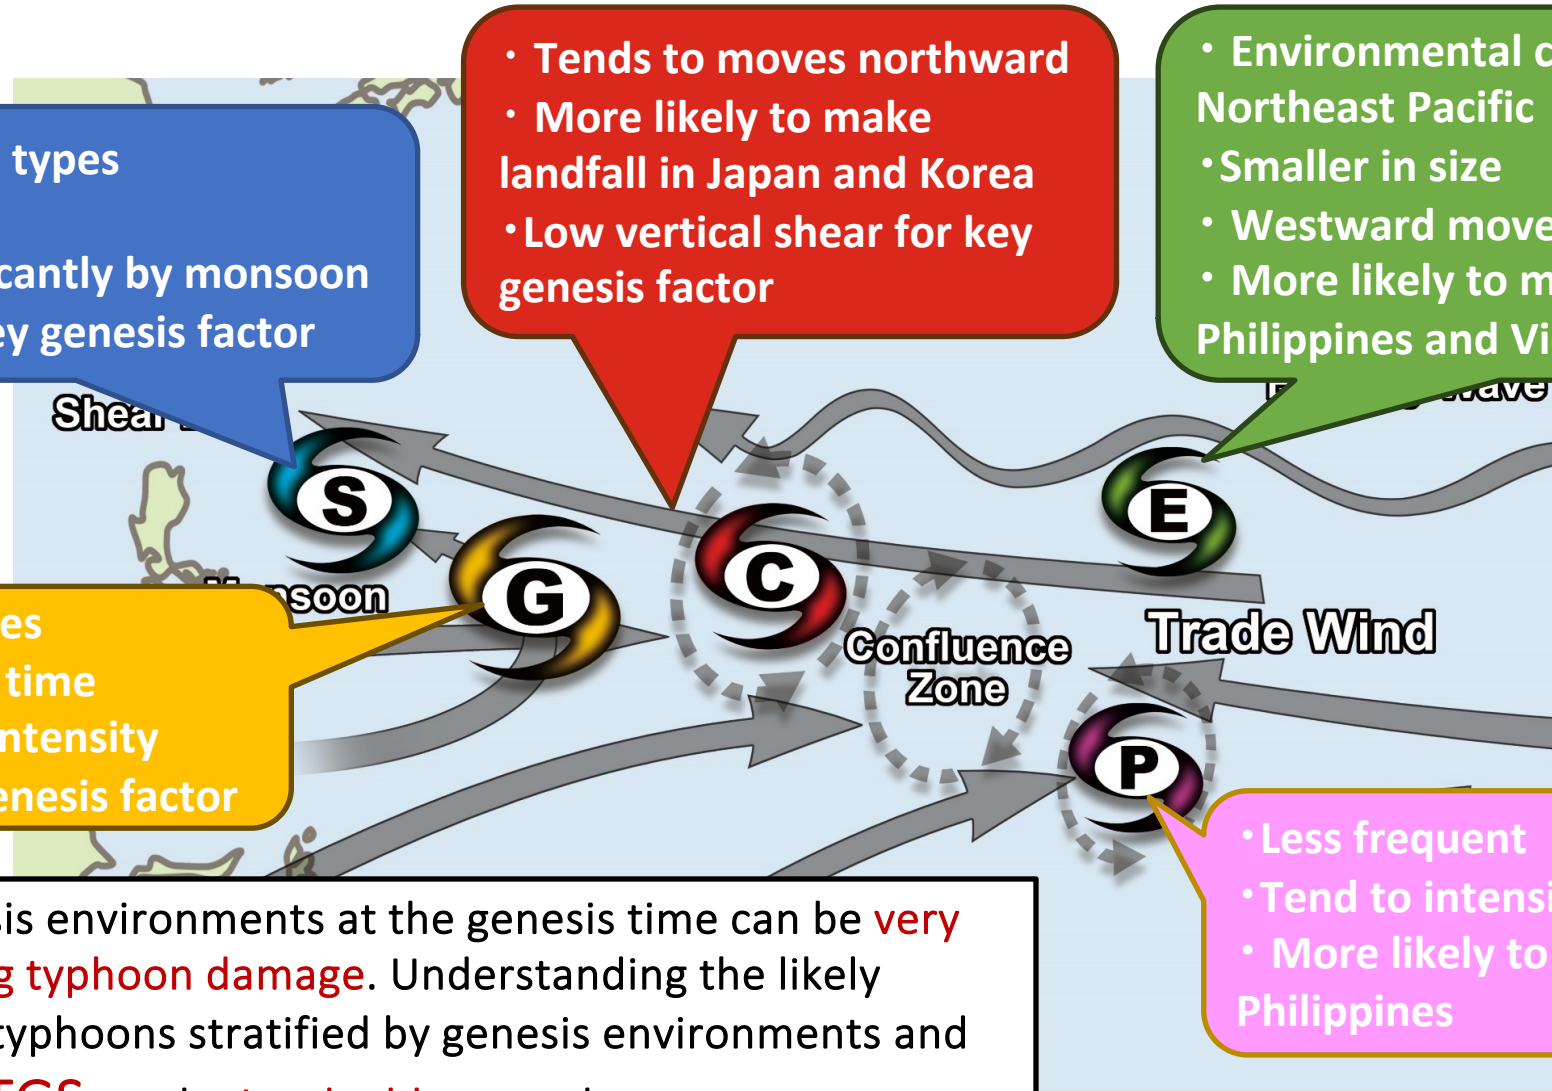 types
cantly by monsoon
ey genesis factor
・ Tends to moves northward
・ More likely to make
landfall in Japan and Korea
・Low vertical shear for key
genesis factor
・ Environmental c
Northeast Pacific
・Smaller in size
・ Westward move
・ More likely to m
Philippines and Vi
Shear
S
G
C
E
P
soon
Confluence
Zone
Trade Wind
es
time
ntensity
enesis factor
・Less frequent
・Tend to intensi
・ More likely to
Philippines
sis environments at the genesis time can be very
g typhoon damage. Understanding the likely
typhoons stratified by genesis environments and